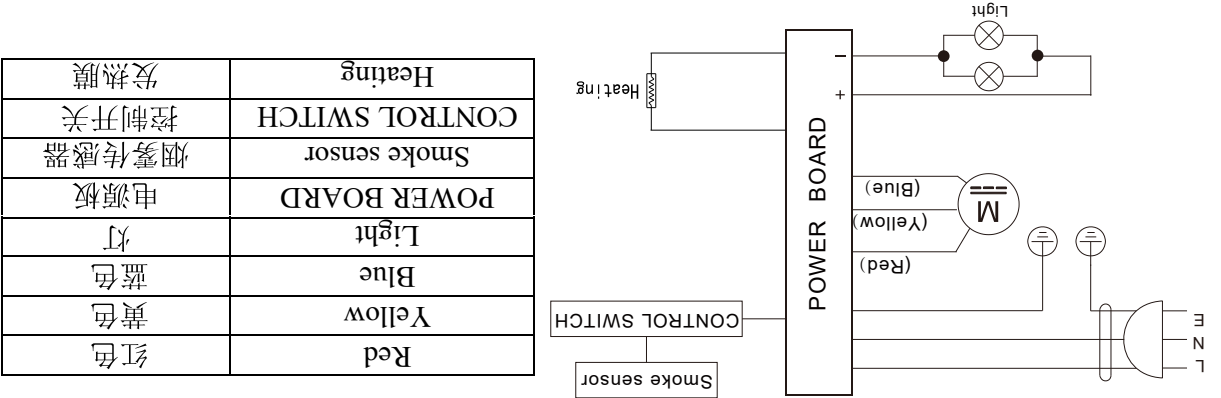 L
N
E
Smoke sensor
CONTROL SWITCH
POWER BOARD
(Red)
(Yellow)
(Blue)
M
+
−
Light
Heating
Red 红色
Yellow 黄色
Blue 蓝色
Light 灯
POWER BOARD 电源板
Smoke sensor 烟雾传感器
CONTROL SWITCH 控制开关
Heating 发热膜